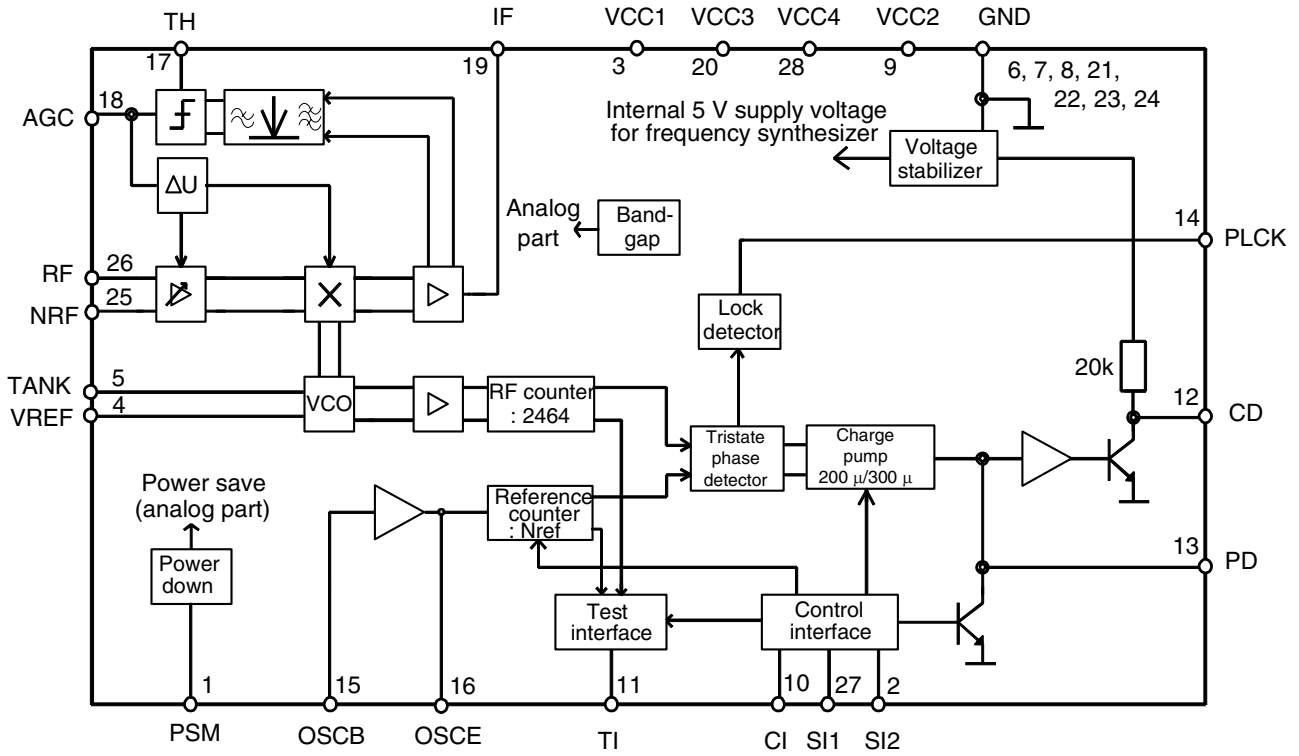 TH
IF
VCC1
VCC3
VCC4
VCC2
GND
17
19
3
20
28
9
6, 7, 8, 21,
22, 23, 24
AGC
18
Internal 5 V supply voltage
for frequency synthesizer
Voltage
stabilizer
ΔU
Analog
part
Band-
gap
14
PLCK
RF
26
NRF
25
Lock
detector
20k
TANK
5
VREF
4
VCO
RF counter
: 2464
12
CD
Tristate
phase
detector
Charge
pump
200 μ/300 μ
Power save
(analog part)
Reference
counter
: Nref
13
PD
Power
down
Test
interface
Control
interface
1
15
16
11
10
27
2
PSM
OSCB
OSCE
TI
CI
SI1
SI2